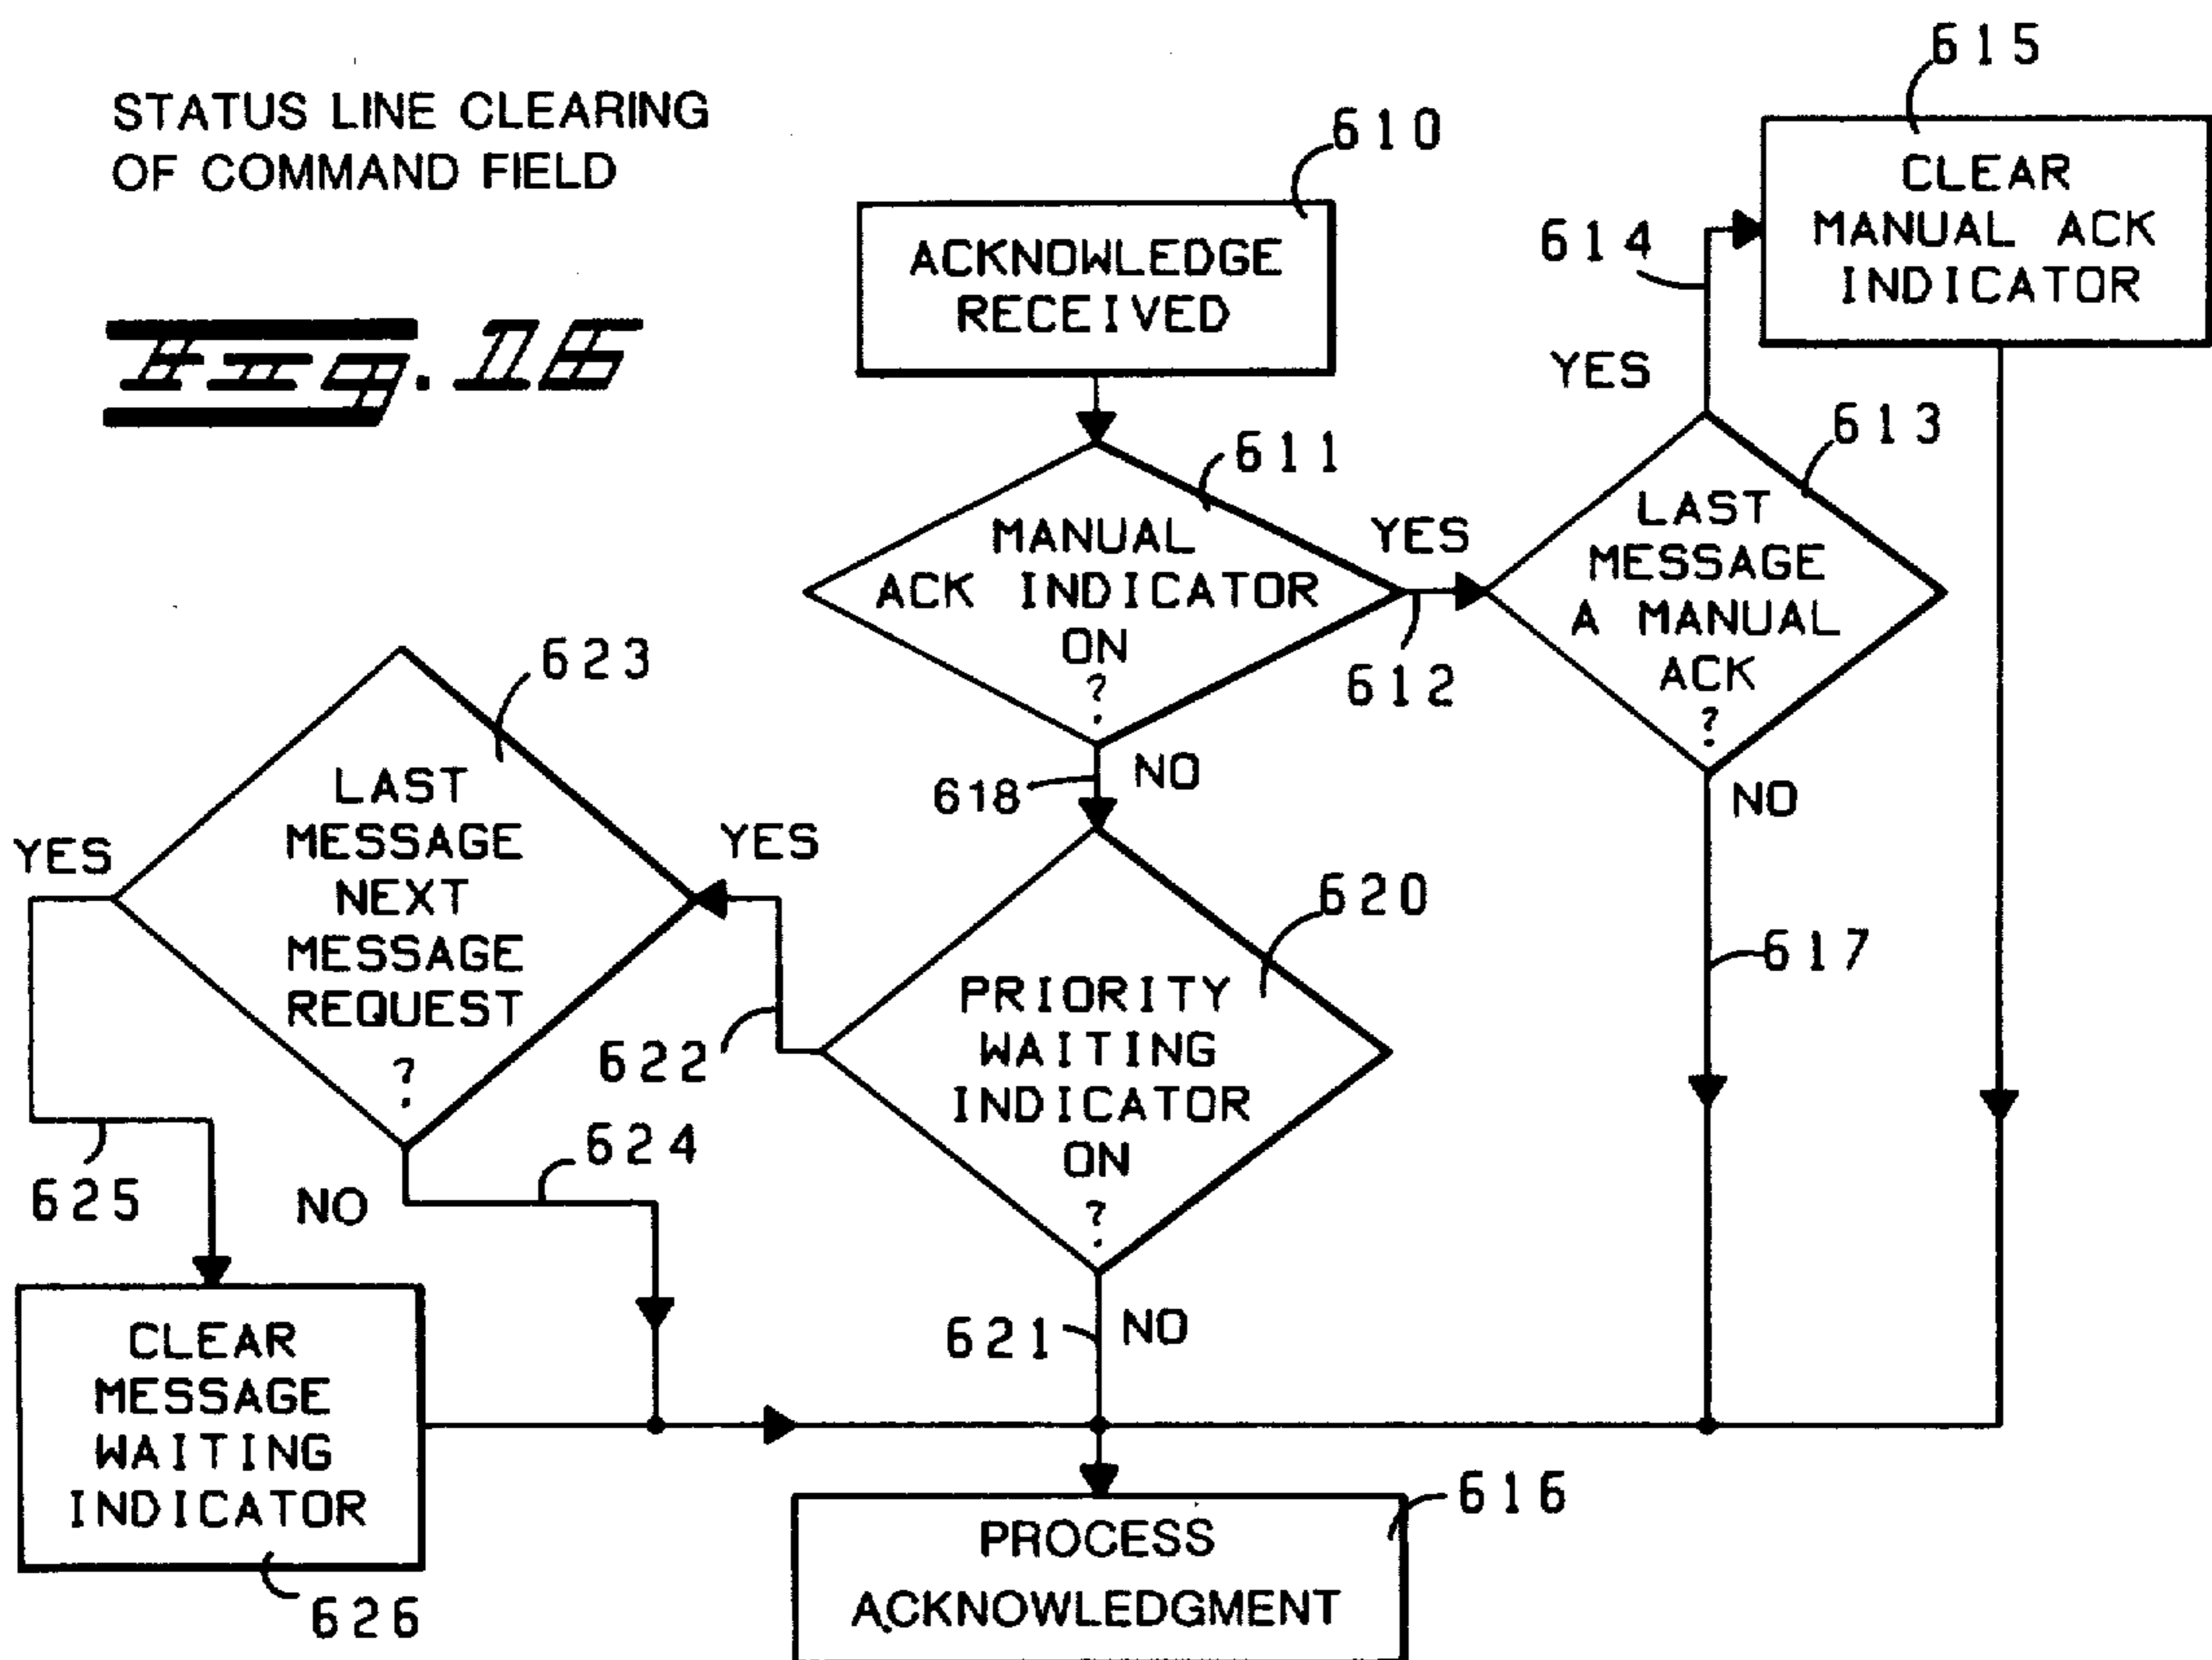 STATUS LINE CLEARING
OF COMMAND FIELD
Fig. 16
610
ACKNOWLEDGE
RECEIVED
615
CLEAR
MANUAL ACK
INDICATOR
614
YES
611
MANUAL
ACK INDICATOR
ON
?
YES
612
613
LAST
MESSAGE
A MANUAL
ACK
?
NO
617
618
NO
623
LAST
MESSAGE
NEXT
MESSAGE
REQUEST
?
YES
YES
622
620
PRIORITY
WAITING
INDICATOR
ON
?
625
NO
624
621
NO
CLEAR
MESSAGE
WAITING
INDICATOR
626
616
PROCESS
ACKNOWLEDGMENT